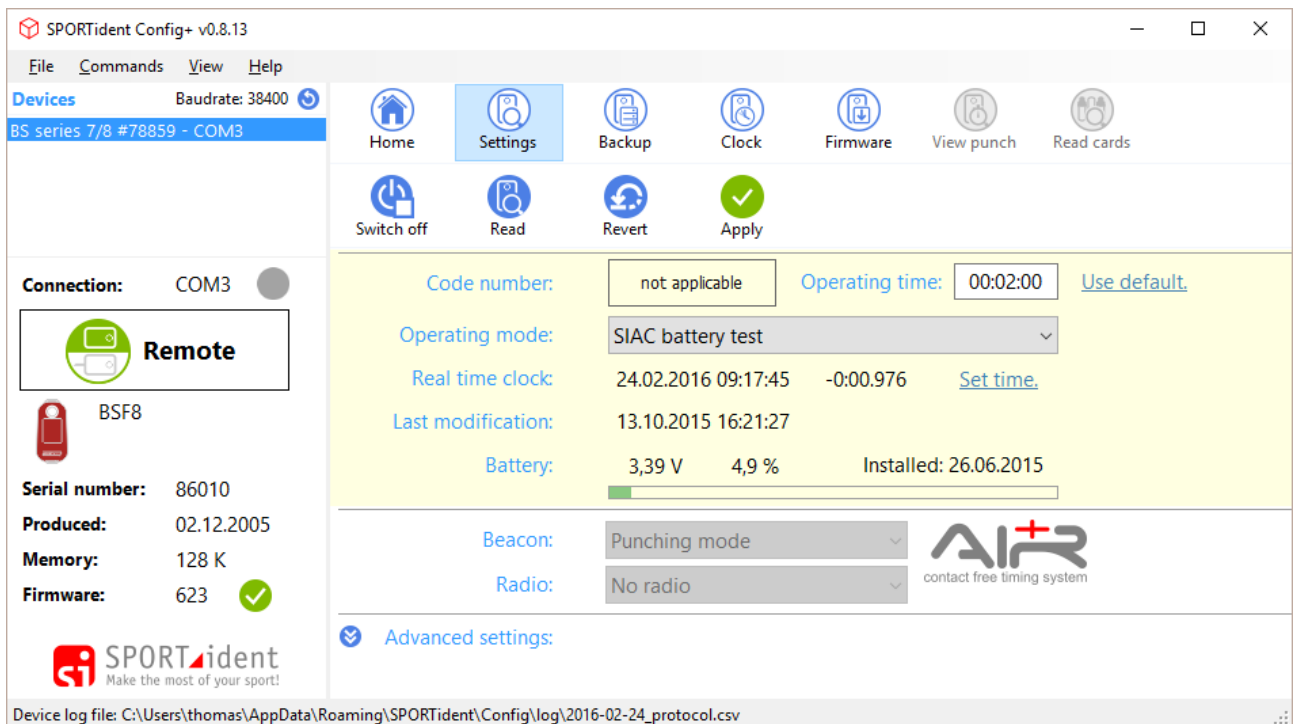 SPORTident Config+ v0.8.13
File Commands View Help
Devices Baudrate: 38400
BS series 7/8 #78859 - COM3
Home Settings Backup Clock Firmware View punch Read cards
Switch off Read Revert Apply
Connection: COM3
Remote
BSF8
Serial number: 86010
Produced: 02.12.2005
Memory: 128 K
Firmware: 623
SPORTident
Make the most of your sport!
Code number: not applicable Operating time: 00:02:00 Use default.
Operating mode: SIAC battery test
Real time clock: 24.02.2016 09:17:45 -0:00.976 Set time.
Last modification: 13.10.2015 16:21:27
Battery: 3,39 V 4,9 % Installed: 26.06.2015
Beacon: Punching mode
Radio: No radio
AIR+
contact free timing system
Advanced settings:
Device log file: C:\Users\thomas\AppData\Roaming\SPORTident\Config\log\2016-02-24_protocol.csv